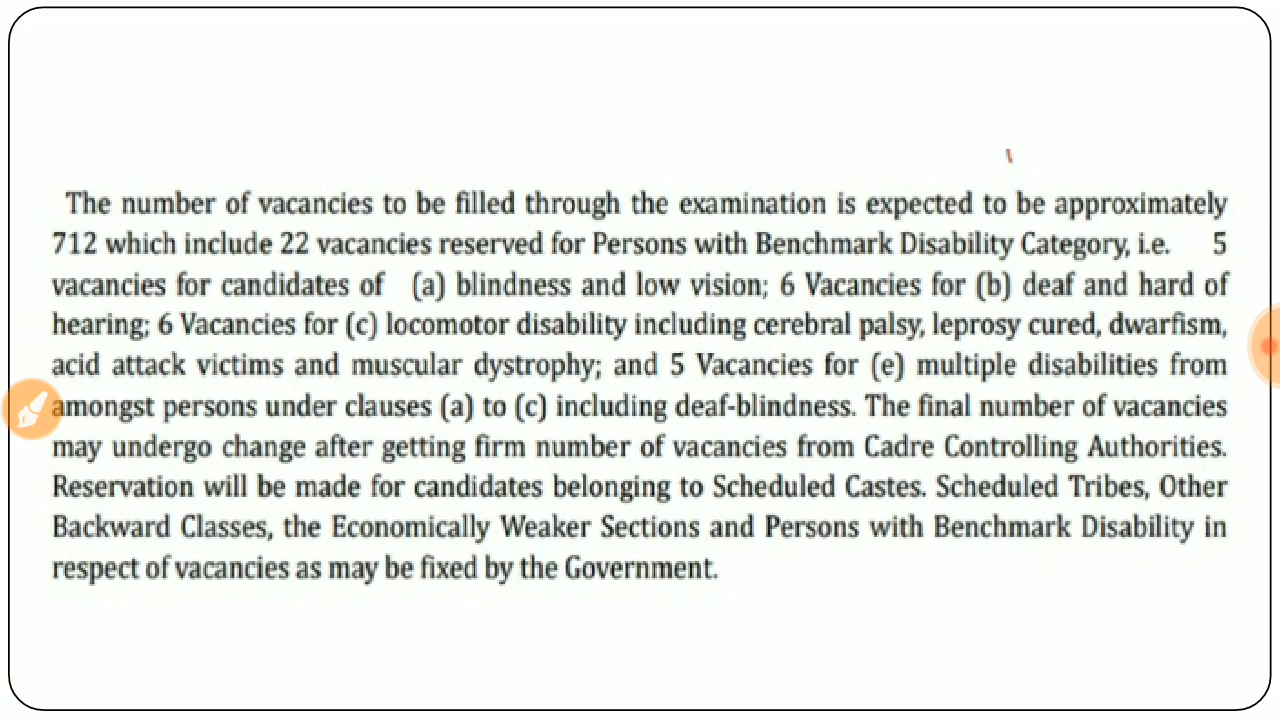 The number of vacancies to be filled through the examination is expected to be approximately
712 which include 22 vacancies reserved for Persons with Benchmark Disability Category, i.e. 5
vacancies for candidates of (a) blindness and low vision; 6 Vacancies for (b) deaf and hard of
hearing; 6 Vacancies for (c) locomotor disability including cerebral palsy, leprosy cured, dwarfism,
acid attack victims and muscular dystrophy; and 5 Vacancies for (e) multiple disabilities from
amongst persons under clauses (a) to (c) including deaf-blindness. The final number of vacancies
may undergo change after getting firm number of vacancies from Cadre Controlling Authorities.
Reservation will be made for candidates belonging to Scheduled Castes. Scheduled Tribes, Other
Backward Classes, the Economically Weaker Sections and Persons with Benchmark Disability in
respect of vacancies as may be fixed by the Government.